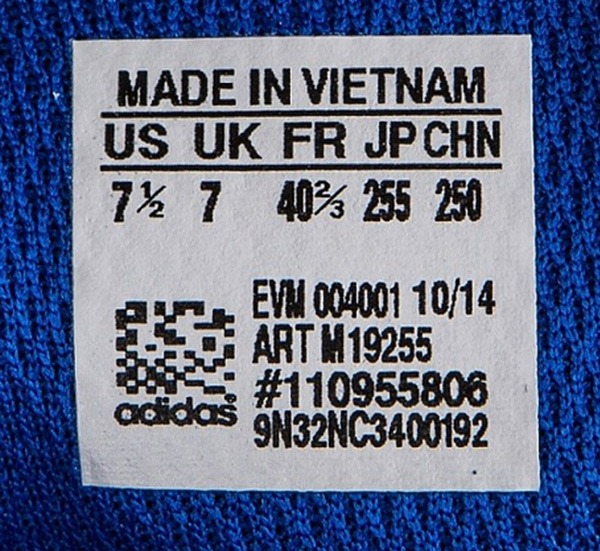 MADE IN VIETNAM
US UK FR JP CHN
7½ 7 40⅔ 255 250
EVM 004001 10/14
ART M19255
#110955806
adidas®
9N32NC3400192